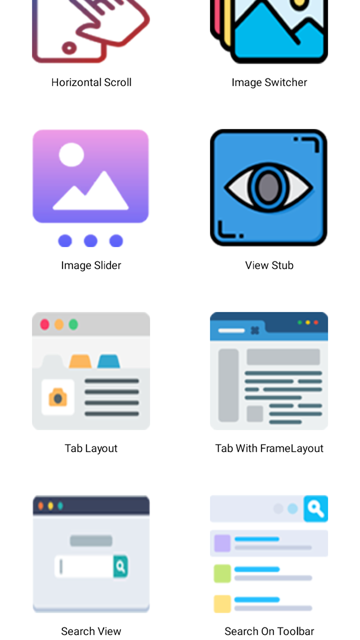 Horizontal Scroll
Image Switcher
Image Slider
View Stub
Tab Layout
Tab With FrameLayout
Search View
Search On Toolbar